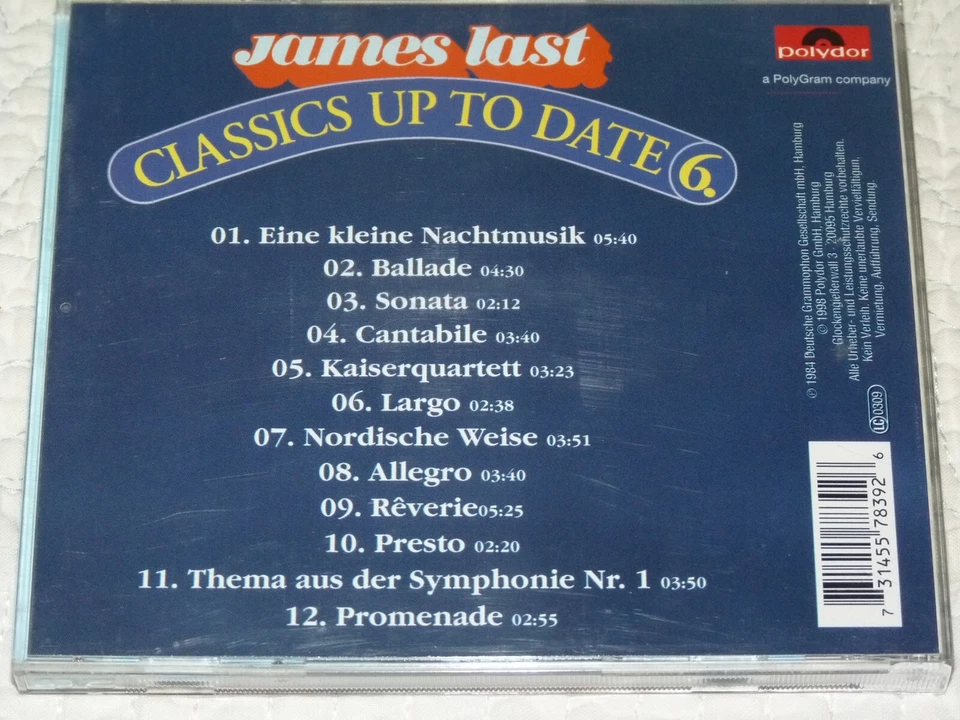 james last
polydor
a PolyGram company
CLASSICS UP TO DATE 6.
01. Eine kleine Nachtmusik 05:40
02. Ballade 04:30
03. Sonata 02:12
04. Cantabile 03:40
05. Kaiserquartett 03:23
06. Largo 02:38
07. Nordische Weise 03:51
08. Allegro 03:40
09. Rêverie05:25
10. Presto 02:20
11. Thema aus der Symphonie Nr. 1 03:50
12. Promenade 02:55
℗ 1984 Deutsche Grammophon Gesellschaft mbH, Hamburg
© 1998 Polydor GmbH, Hamburg
Glockengießerwall 3 · 20095 Hamburg
Alle Urheber- und Leistungsschutzrechte vorbehalten.
Kein Verleih. Keine unerlaubte Vervielfältigung,
Vermietung. Aufführung, Sendung.
LC 0309
7 31455 78392 6